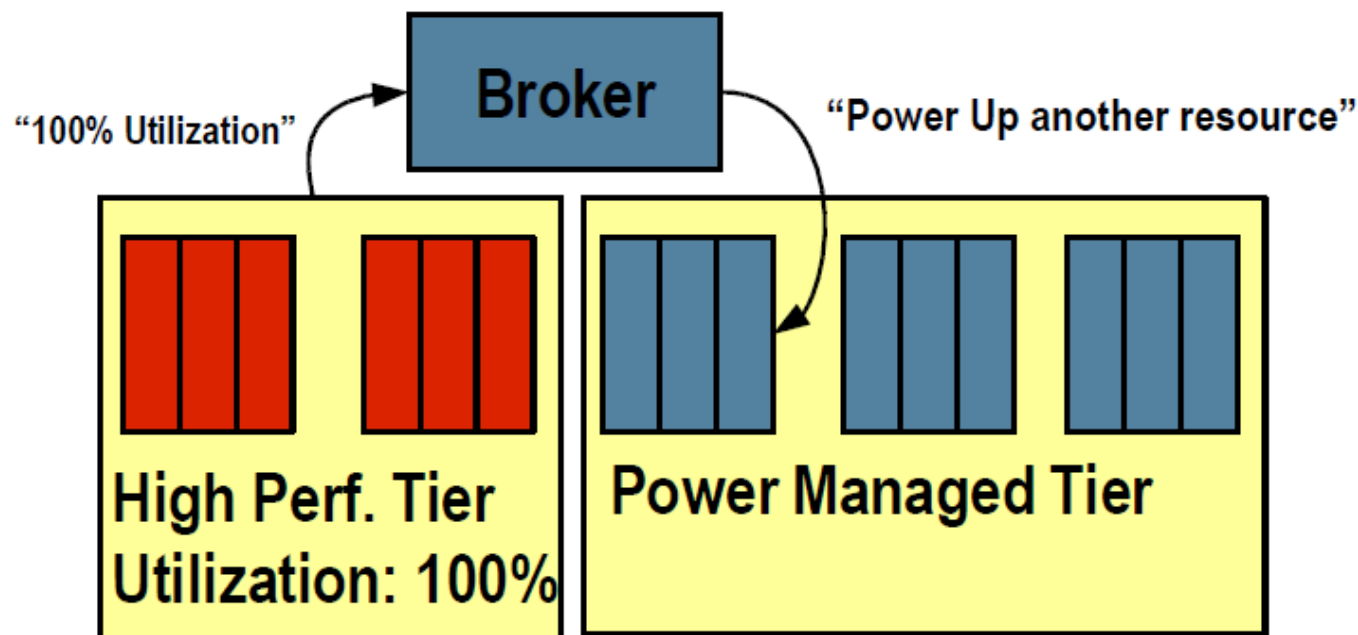 Broker
“100% Utilization”
“Power Up another resource”
High Perf. Tier
Utilization: 100%
Power Managed Tier